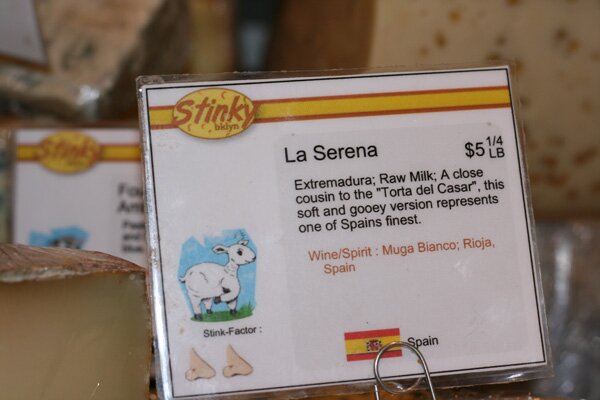 Stinky
bklyn
La Serena
$5 1/4 LB
Extremadura; Raw Milk; A close
cousin to the "Torta del Casar", this
soft and gooey version represents
one of Spains finest.
Wine/Spirit : Muga Bianco; Rioja,
Spain
Stink-Factor :
Spain
Stinky